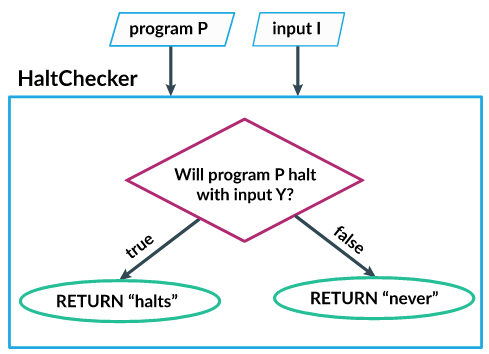 program P
input I
HaltChecker
Will program P halt
with input Y?
true
false
RETURN “halts”
RETURN “never”